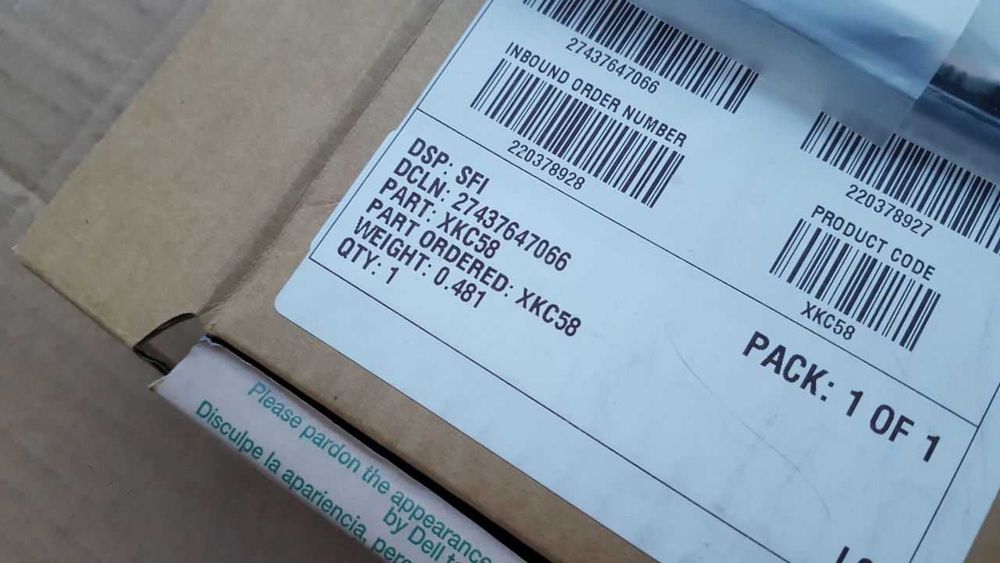 27437647066
INBOUND ORDER NUMBER
220378928
220378927
PRODUCT CODE
XKC58
DSP: SFI
DCLN: 27437647066
PART: XKC58
PART ORDERED: XKC58
WEIGHT: 0.481
QTY: 1
PACK: 1 OF 1
Please pardon the appearance
by Dell
Disculpe la apariencia,